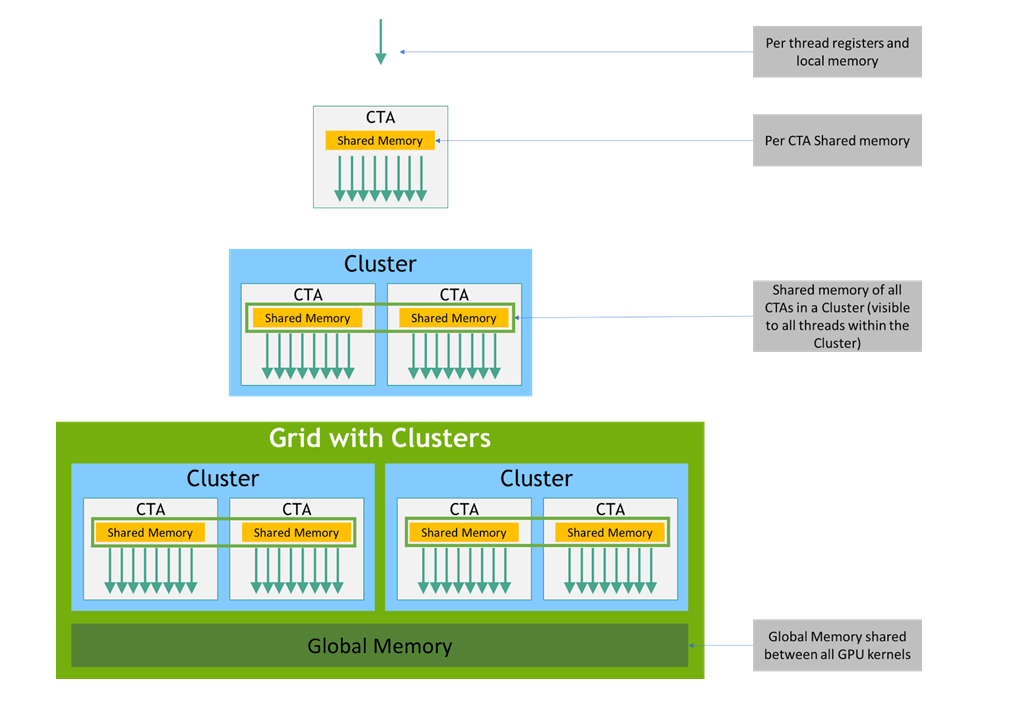 Per thread registers and
local memory
CTA
Shared Memory
Per CTA Shared memory
Cluster
CTA
CTA
Shared Memory
Shared Memory
Shared memory of all
CTAs in a Cluster (visible
to all threads within the
Cluster)
Grid with Clusters
Cluster
Cluster
CTA
CTA
CTA
CTA
Shared Memory
Shared Memory
Shared Memory
Shared Memory
Global Memory
Global Memory shared
between all GPU kernels